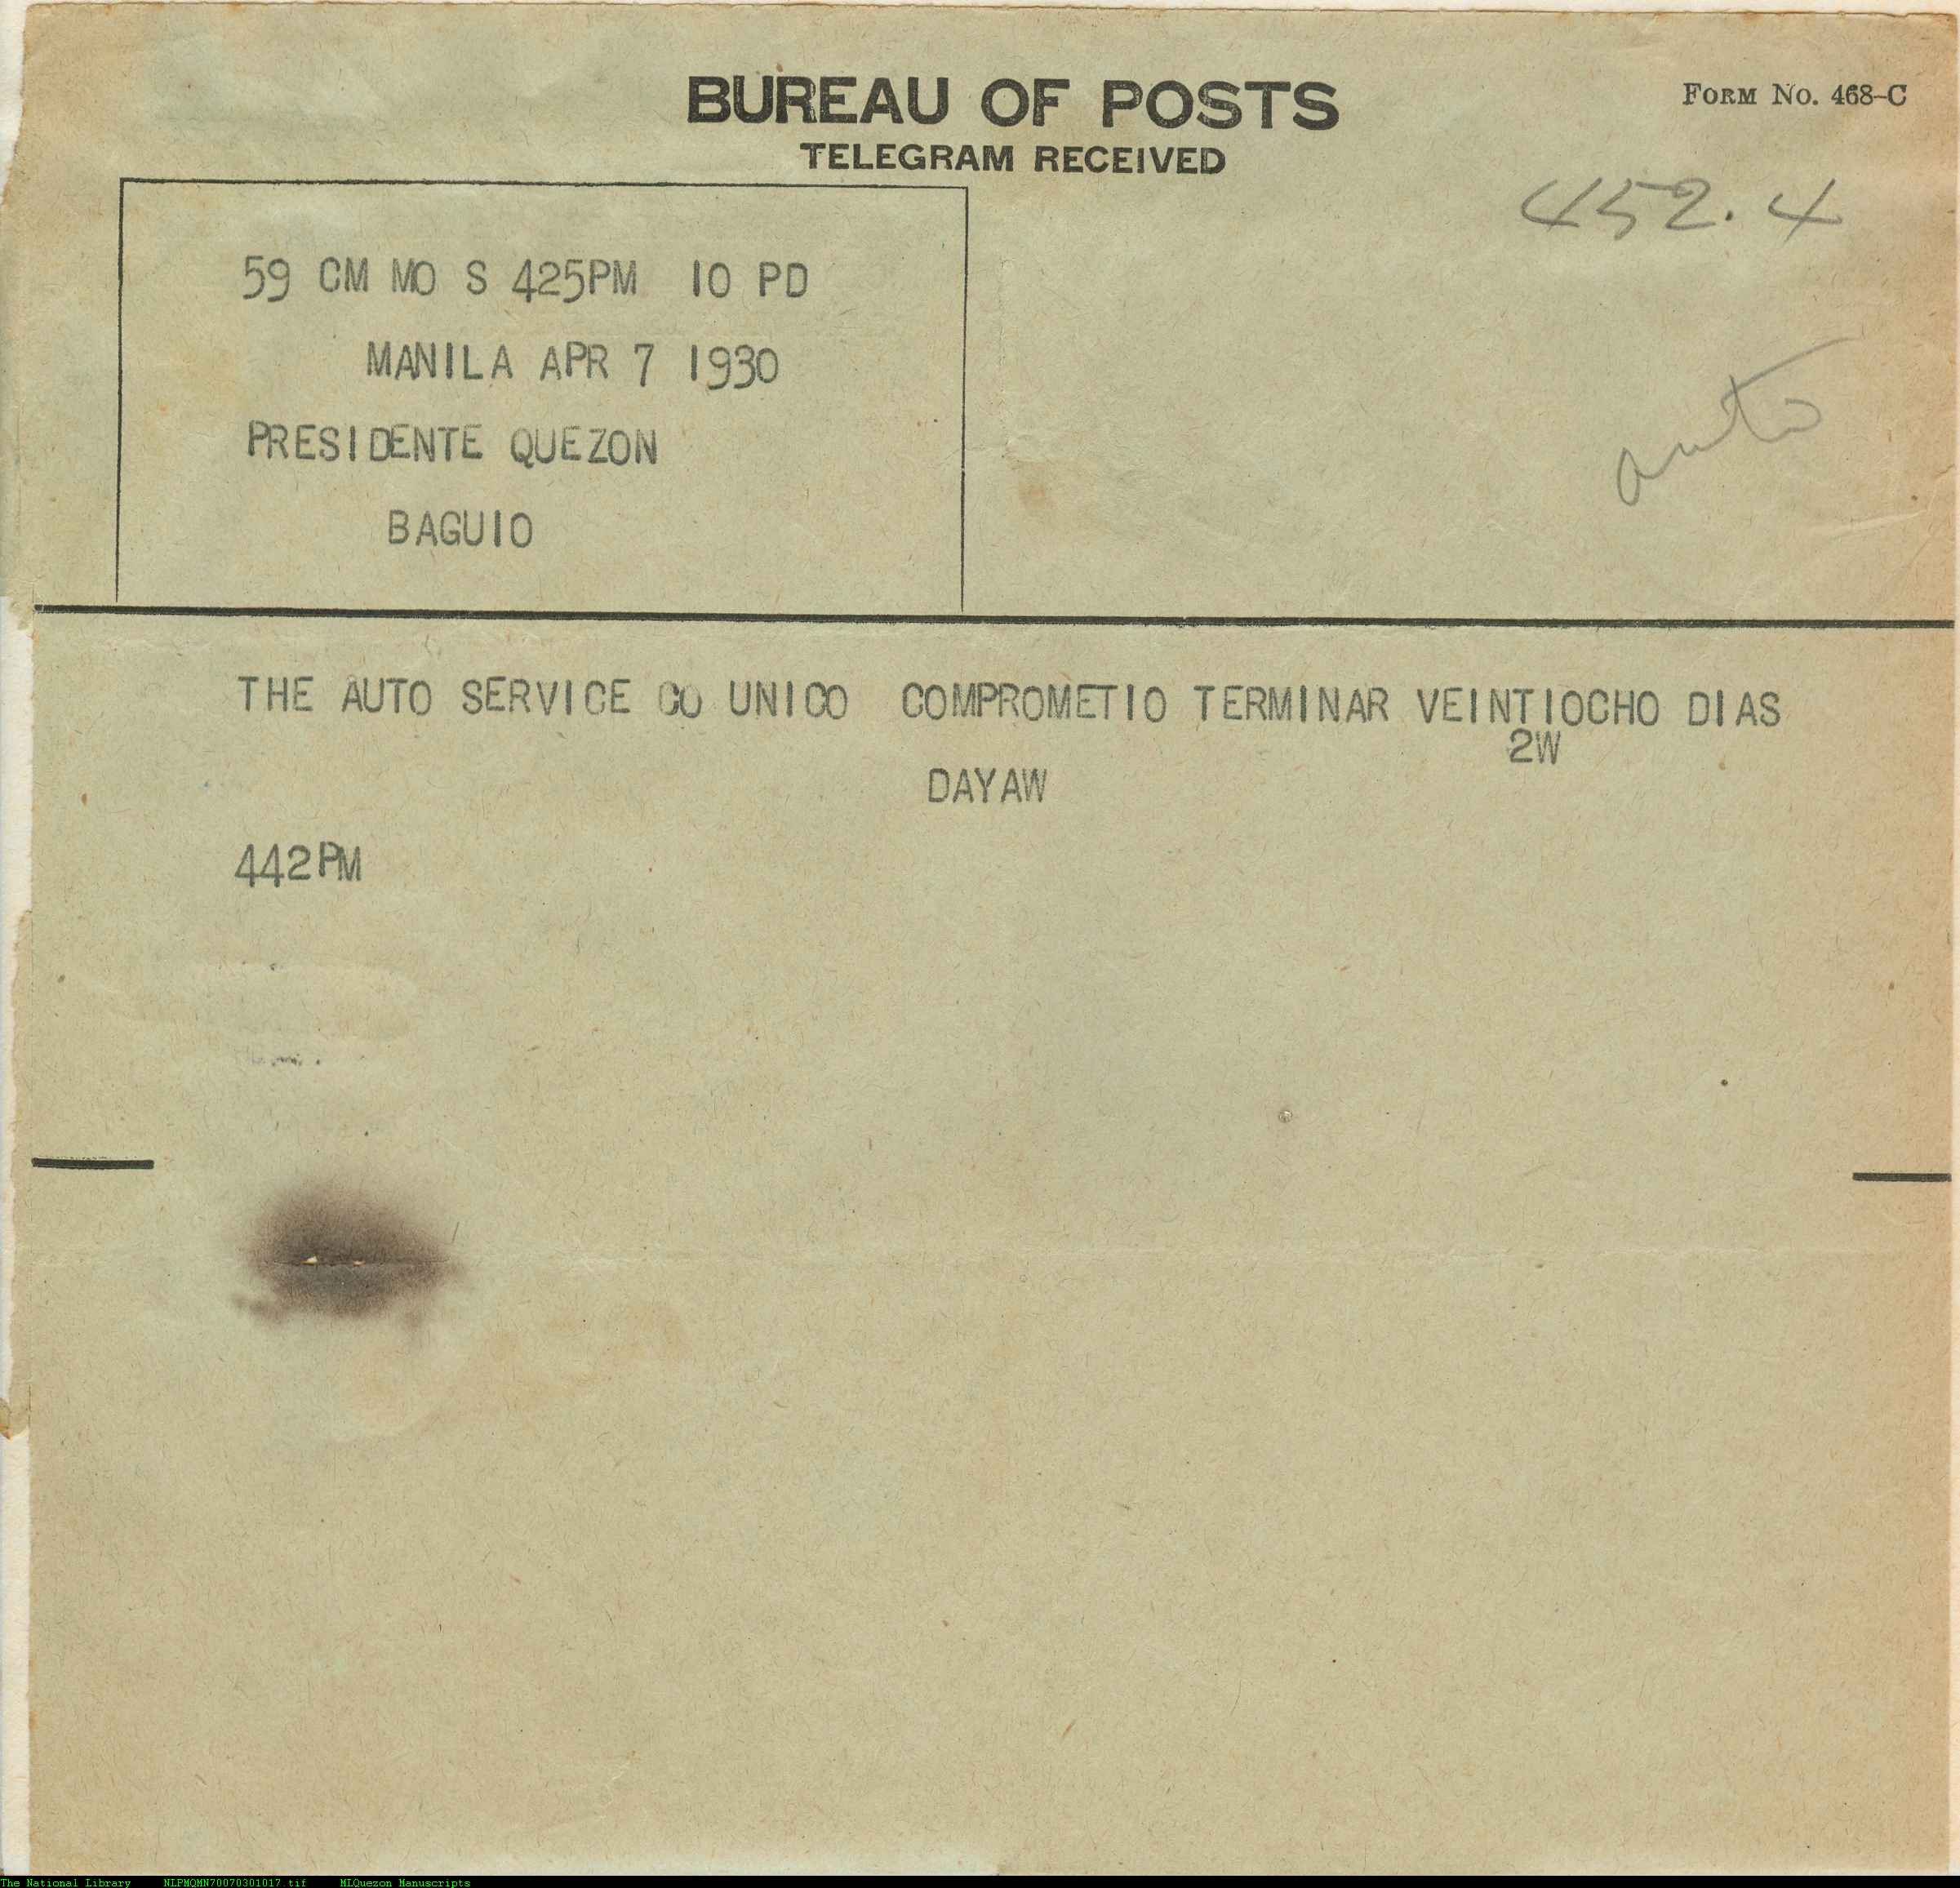 BUREAU OF POSTS
FORM NO. 468-C
TELEGRAM RECEIVED
452.4
59 CM MO S 425PM 10 PD
MANILA APR 7 1930
auto
PRESIDENTE QUEZON
BAGUIO
THE AUTO SERVICE CO UNICO COMPROMETIO TERMINAR VEINTIOCHO DIAS
2W
DAYAW
442PM
The National Library NLPMQMN70070301017.tif MLQuezon Manuscripts